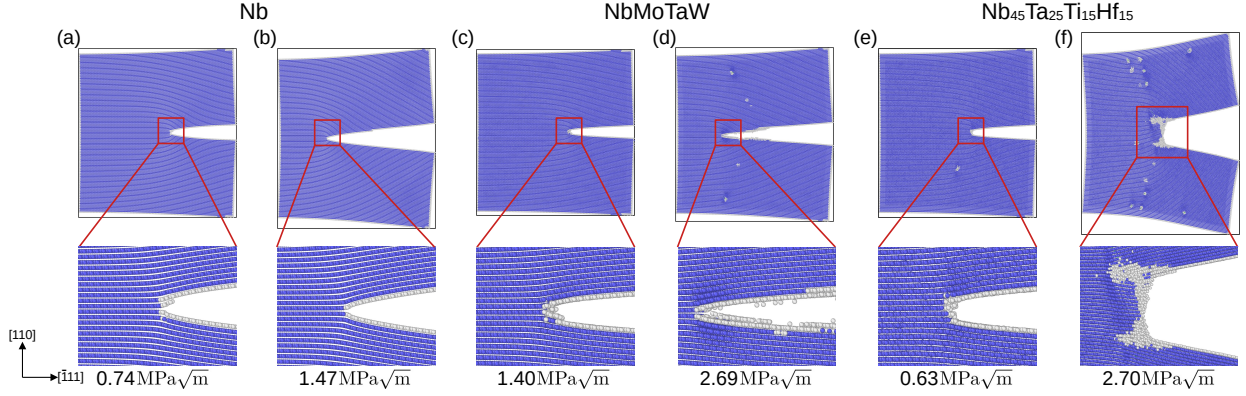 Nb NbMoTaW Nb₄₅Ta₂₅Ti₁₅Hf₁₅
(a) (b) (c) (d) (e) (f)
[110]
[1̄11]
0.74MPa√m 1.47MPa√m 1.40MPa√m 2.69MPa√m 0.63MPa√m 2.70MPa√m